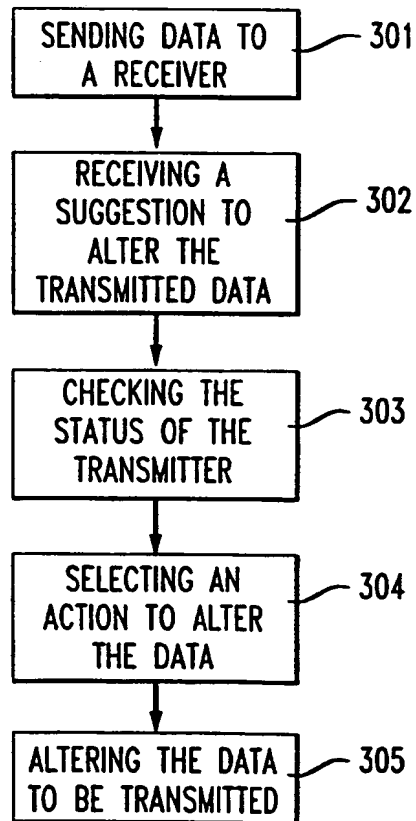 SENDING DATA TO
A RECEIVER
301
RECEIVING A
SUGGESTION TO
ALTER THE
TRANSMITTED DATA
302
CHECKING THE
STATUS OF THE
TRANSMITTER
303
SELECTING AN
ACTION TO ALTER
THE DATA
304
ALTERING THE DATA
TO BE TRANSMITTED
305